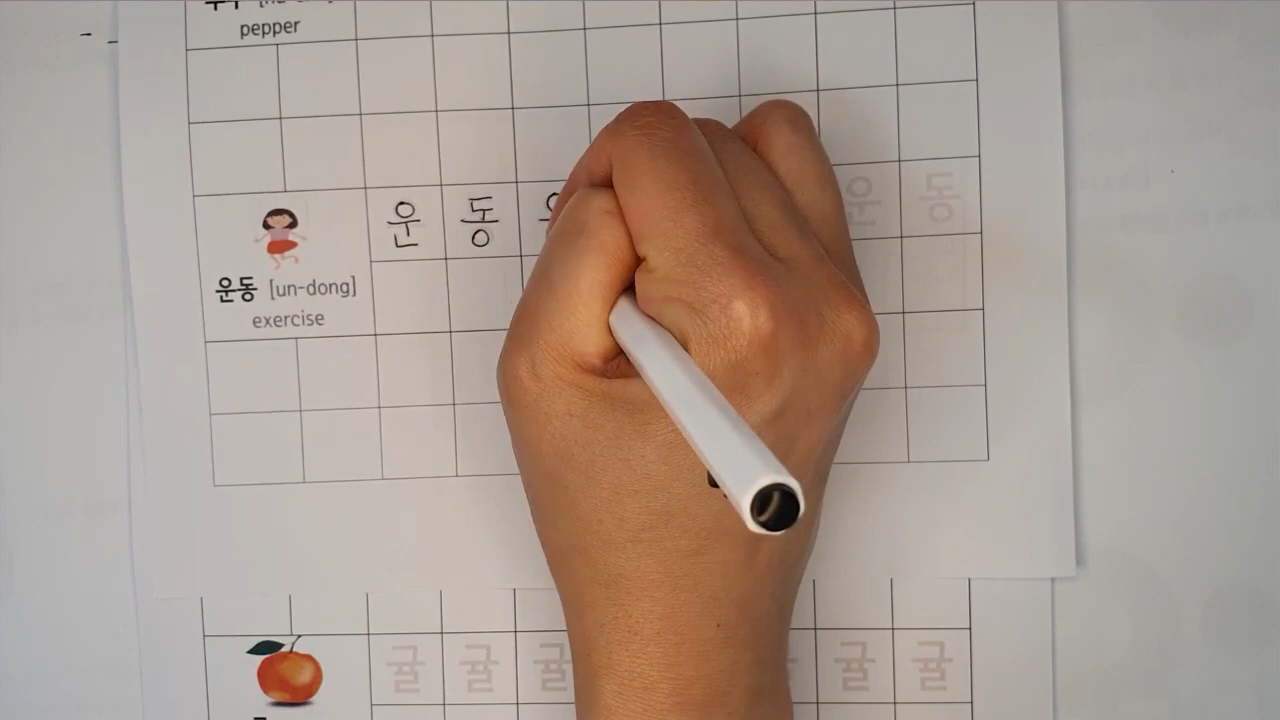 pepper
운 동 운 동
운동 [un-dong]
exercise
귤 귤 귤 귤 귤